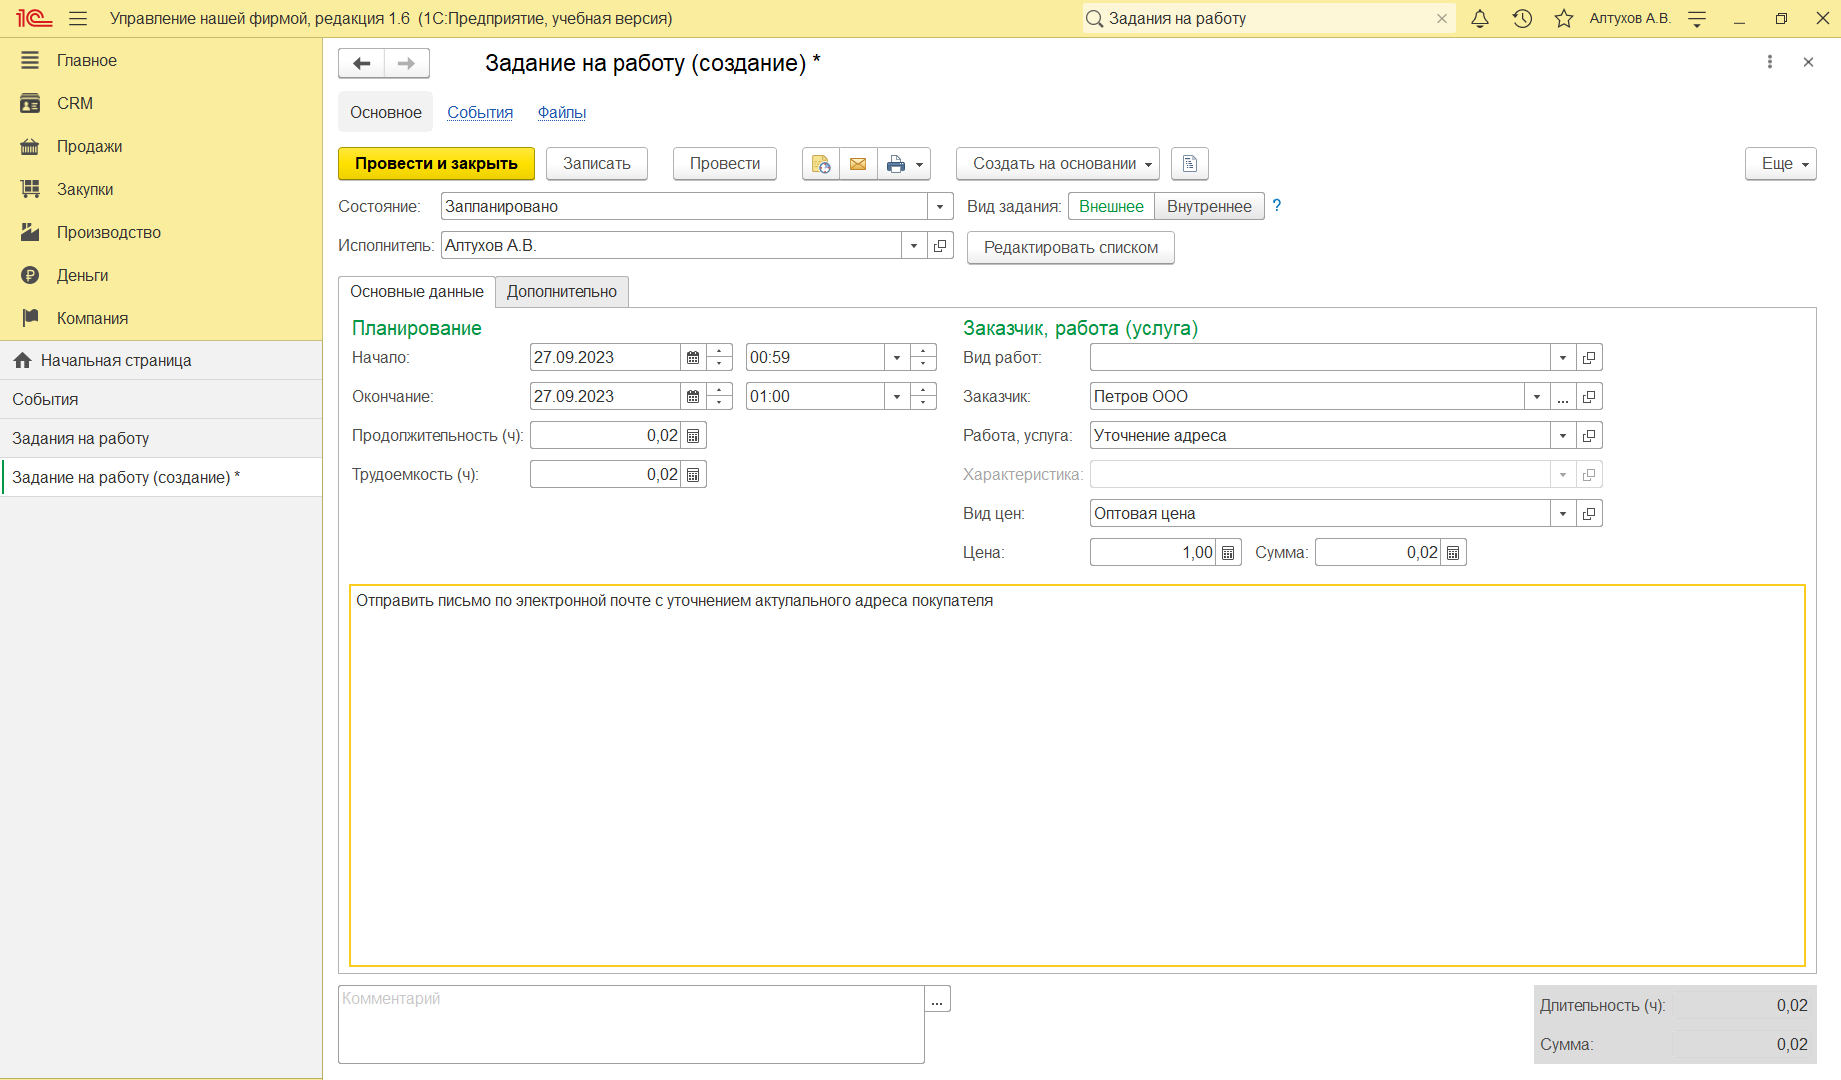 Управление нашей фирмой, редакция 1.6 (1С:Предприятие, учебная версия)
Задания на работу
Алтухов А.В.
Главное
CRM
Продажи
Закупки
Производство
Деньги
Компания
Начальная страница
События
Задания на работу
Задание на работу (создание) *
Задание на работу (создание) *
Основное События Файлы
Провести и закрыть Записать Провести Создать на основании Еще
Состояние: Запланировано Вид задания: Внешнее Внутреннее ?
Исполнитель: Алтухов А.В. Редактировать списком
Основные данные Дополнительно
Планирование
Начало: 27.09.2023 00:59
Окончание: 27.09.2023 01:00
Продолжительность (ч): 0,02
Трудоемкость (ч): 0,02
Заказчик, работа (услуга)
Вид работ:
Заказчик: Петров ООО ...
Работа, услуга: Уточнение адреса
Характеристика:
Вид цен: Оптовая цена
Цена: 1,00 Сумма: 0,02
Отправить письмо по электронной почте с уточнением актулального адреса покупателя
Комментарий ...
Длительность (ч): 0,02
Сумма: 0,02